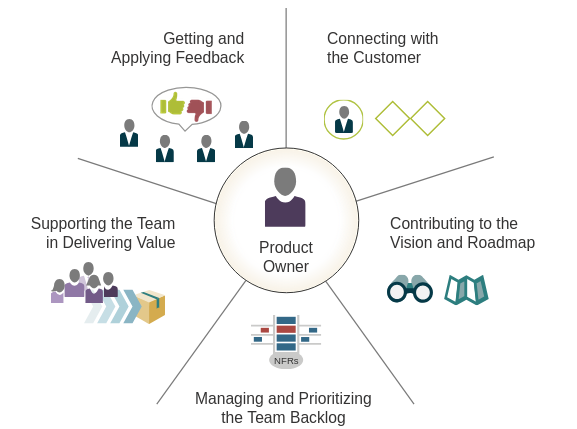 Getting and
Applying Feedback
Connecting with
the Customer
Supporting the Team
in Delivering Value
Product
Owner
Contributing to the
Vision and Roadmap
NFRs
Managing and Prioritizing
the Team Backlog